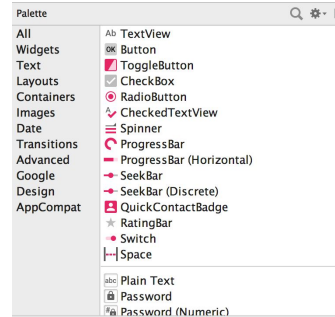 Palette
All
Widgets
Text
Layouts
Containers
Images
Date
Transitions
Advanced
Google
Design
AppCompat
Ab TextView
OK Button
ToggleButton
CheckBox
RadioButton
CheckedTextView
Spinner
ProgressBar
ProgressBar (Horizontal)
SeekBar
SeekBar (Discrete)
QuickContactBadge
RatingBar
Switch
Space
abc Plain Text
Password
Password (Numeric)